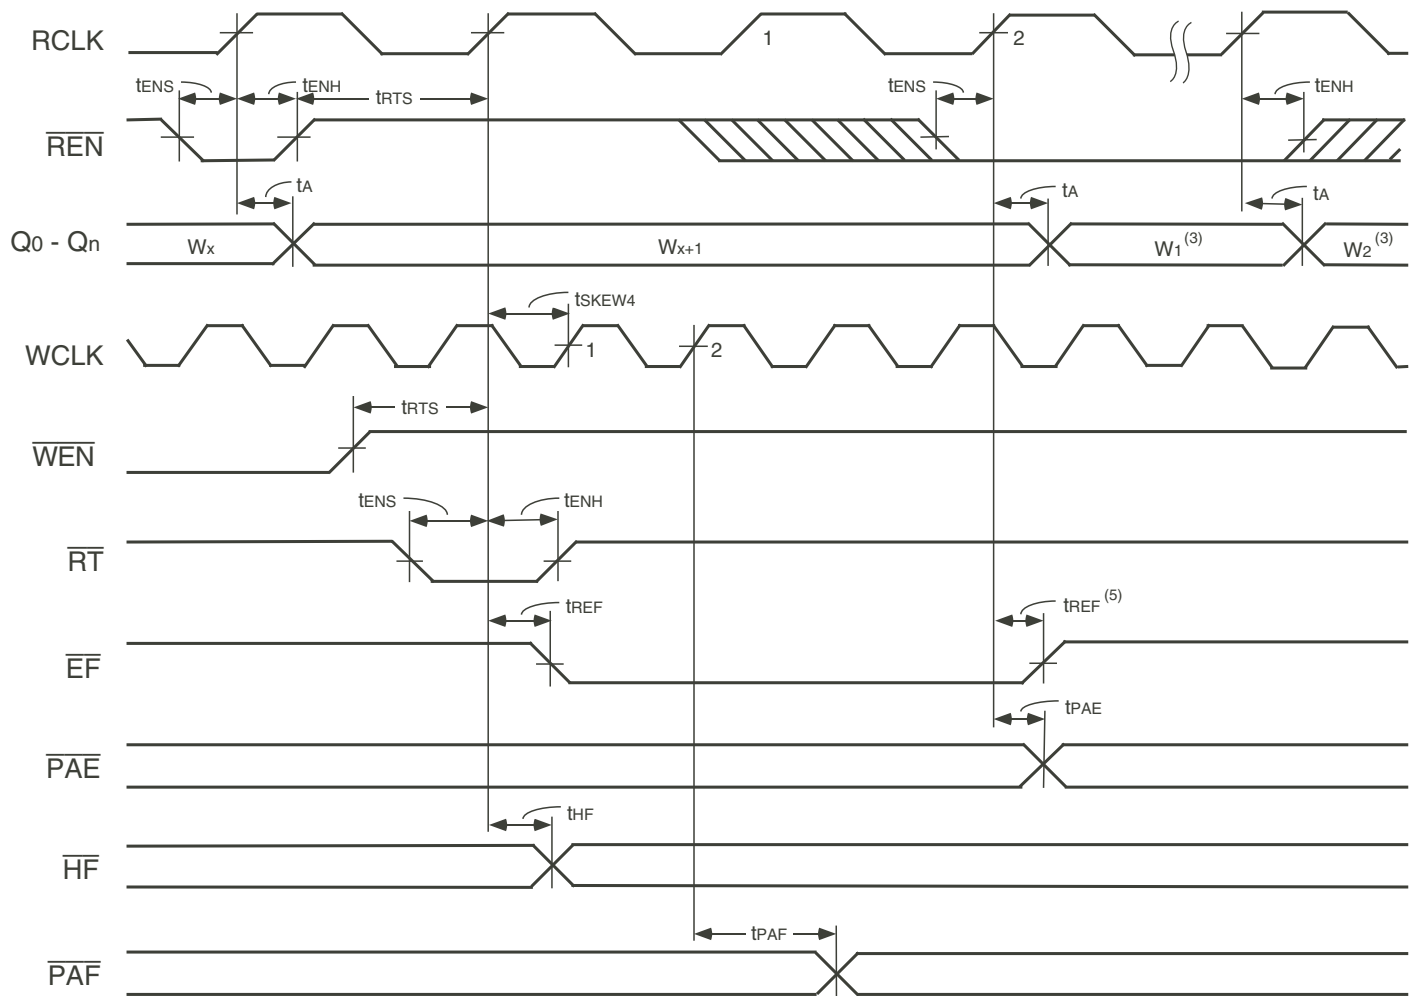 RCLK 1 2
tENS tENH tRTS tENS tENH
REN
tA tA tA
Q0 - Qn Wx Wx+1 W1(3) W2(3)
tSKEW4
WCLK 1 2
tRTS
WEN
tENS tENH
RT
tREF tREF(5)
EF
tPAE
PAE
tHF
HF
tPAF
PAF